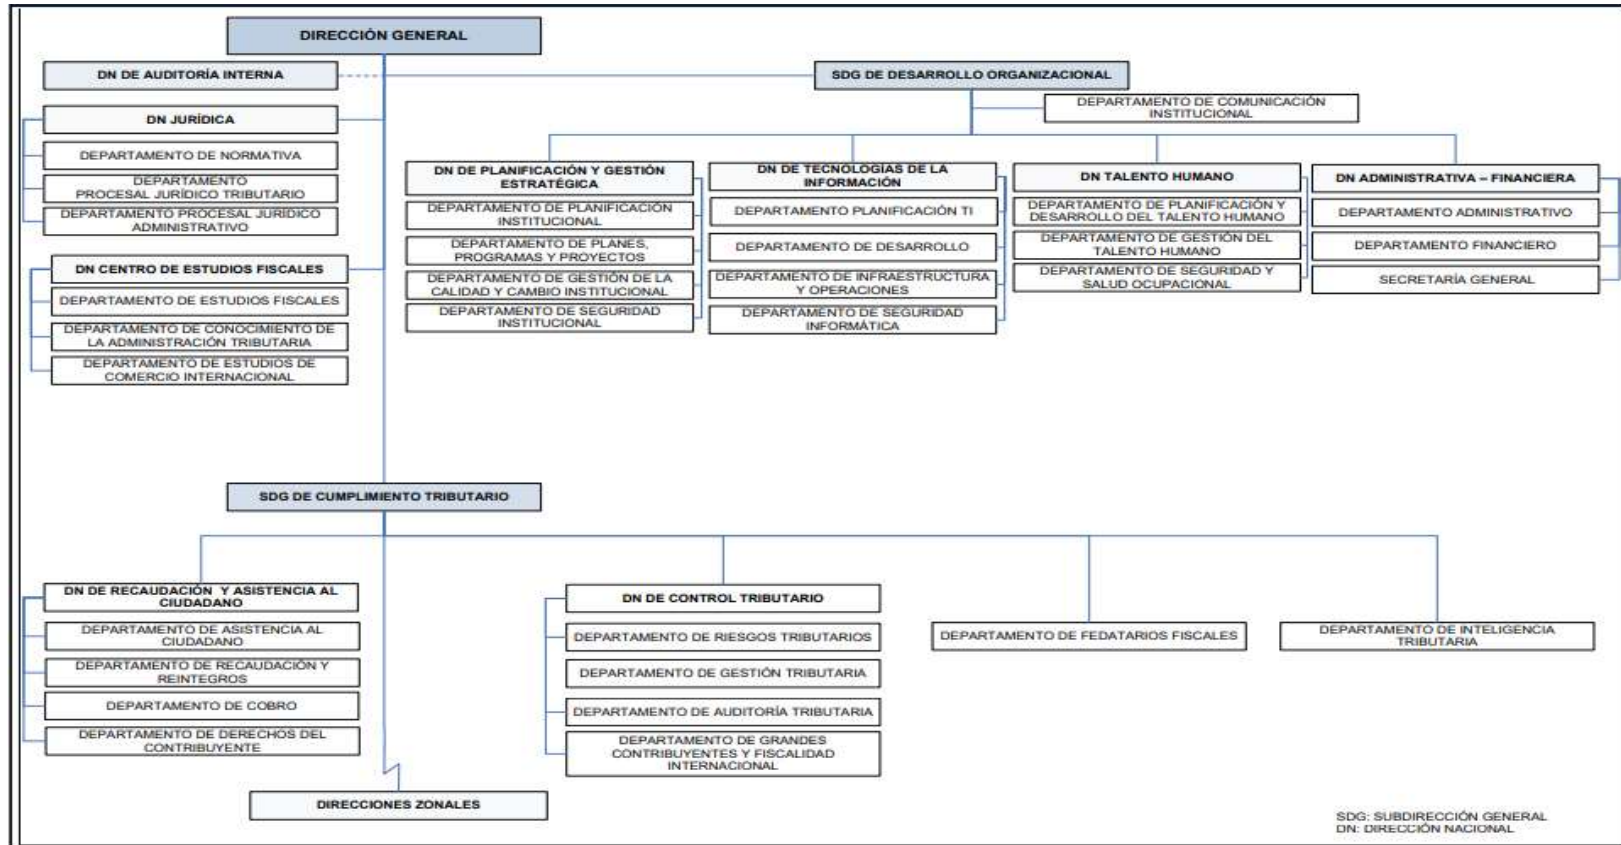 DIRECCIÓN GENERAL
DN DE AUDITORÍA INTERNA
SDG DE DESARROLLO ORGANIZACIONAL
DEPARTAMENTO DE COMUNICACIÓN
INSTITUCIONAL
DN JURÍDICA
DEPARTAMENTO DE NORMATIVA
DEPARTAMENTO
PROCESAL JURÍDICO TRIBUTARIO
DEPARTAMENTO PROCESAL JURÍDICO
ADMINISTRATIVO
DN CENTRO DE ESTUDIOS FISCALES
DEPARTAMENTO DE ESTUDIOS FISCALES
DEPARTAMENTO DE CONOCIMIENTO DE
LA ADMINISTRACIÓN TRIBUTARIA
DEPARTAMENTO DE ESTUDIOS DE
COMERCIO INTERNACIONAL
DN DE PLANIFICACIÓN Y GESTIÓN
ESTRATÉGICA
DEPARTAMENTO DE PLANIFICACIÓN
INSTITUCIONAL
DEPARTAMENTO DE PLANES,
PROGRAMAS Y PROYECTOS
DEPARTAMENTO DE GESTIÓN DE LA
CALIDAD Y CAMBIO INSTITUCIONAL
DEPARTAMENTO DE SEGURIDAD
INSTITUCIONAL
DN DE TECNOLOGÍAS DE LA
INFORMACIÓN
DEPARTAMENTO PLANIFICACIÓN TI
DEPARTAMENTO DE DESARROLLO
DEPARTAMENTO DE INFRAESTRUCTURA
Y OPERACIONES
DEPARTAMENTO DE SEGURIDAD
INFORMÁTICA
DN TALENTO HUMANO
DEPARTAMENTO DE PLANIFICACIÓN Y
DESARROLLO DEL TALENTO HUMANO
DEPARTAMENTO DE GESTIÓN DEL
TALENTO HUMANO
DEPARTAMENTO DE SEGURIDAD Y
SALUD OCUPACIONAL
DN ADMINISTRATIVA – FINANCIERA
DEPARTAMENTO ADMINISTRATIVO
DEPARTAMENTO FINANCIERO
SECRETARÍA GENERAL
SDG DE CUMPLIMIENTO TRIBUTARIO
DN DE RECAUDACIÓN Y ASISTENCIA AL
CIUDADANO
DEPARTAMENTO DE ASISTENCIA AL
CIUDADANO
DEPARTAMENTO DE RECAUDACIÓN Y
REINTEGROS
DEPARTAMENTO DE COBRO
DEPARTAMENTO DE DERECHOS DEL
CONTRIBUYENTE
DN DE CONTROL TRIBUTARIO
DEPARTAMENTO DE RIESGOS TRIBUTARIOS
DEPARTAMENTO DE GESTIÓN TRIBUTARIA
DEPARTAMENTO DE AUDITORÍA TRIBUTARIA
DEPARTAMENTO DE GRANDES
CONTRIBUYENTES Y FISCALIDAD
INTERNACIONAL
DEPARTAMENTO DE FEDATARIOS FISCALES
DEPARTAMENTO DE INTELIGENCIA
TRIBUTARIA
DIRECCIONES ZONALES
SDG: SUBDIRECCIÓN GENERAL
DN: DIRECCIÓN NACIONAL